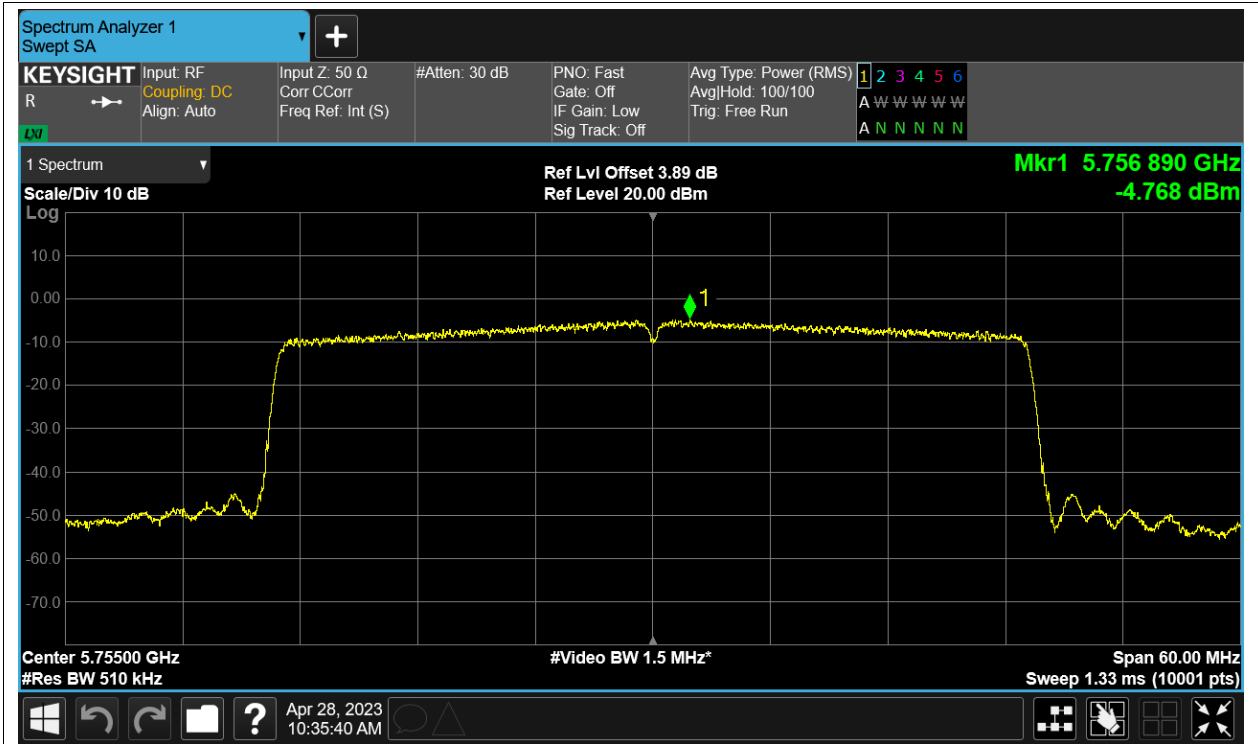 Spectrum Analyzer 1
Swept SA
KEYSIGHT
R
LXI
Input: RF
Coupling: DC
Align: Auto
Input Z: 50 Ω
Corr CCorr
Freq Ref: Int (S)
#Atten: 30 dB
PNO: Fast
Gate: Off
IF Gain: Low
Sig Track: Off
Avg Type: Power (RMS)
Avg|Hold: 100/100
Trig: Free Run
1 2 3 4 5 6
A W W W W W
A N N N N N
1 Spectrum
Scale/Div 10 dB
Ref Lvl Offset 3.89 dB
Ref Level 20.00 dBm
Mkr1 5.756 890 GHz
-4.768 dBm
Log
10.0
0.00
-10.0
-20.0
-30.0
-40.0
-50.0
-60.0
-70.0
1
Center 5.75500 GHz
#Res BW 510 kHz
#Video BW 1.5 MHz*
Span 60.00 MHz
Sweep 1.33 ms (10001 pts)
?
Apr 28, 2023
10:35:40 AM